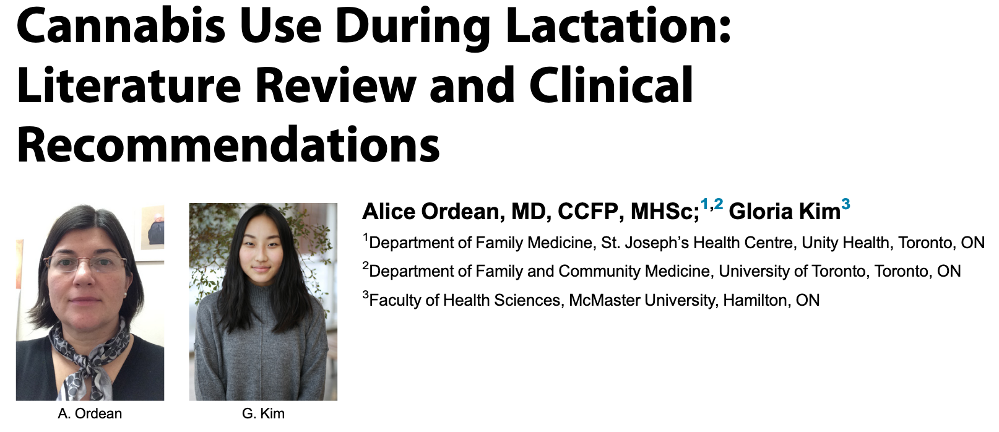 Cannabis Use During Lactation:
Literature Review and Clinical
Recommendations
Alice Ordean, MD, CCFP, MHSc;1,2 Gloria Kim3
1Department of Family Medicine, St. Joseph’s Health Centre, Unity Health, Toronto, ON
2Department of Family and Community Medicine, University of Toronto, Toronto, ON
3Faculty of Health Sciences, McMaster University, Hamilton, ON
A. Ordean
G. Kim